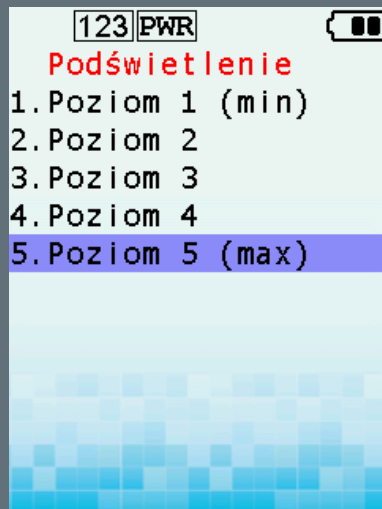 123 PWR
Podświetlenie
1.Poziom 1 (min)
2.Poziom 2
3.Poziom 3
4.Poziom 4
5.Poziom 5 (max)